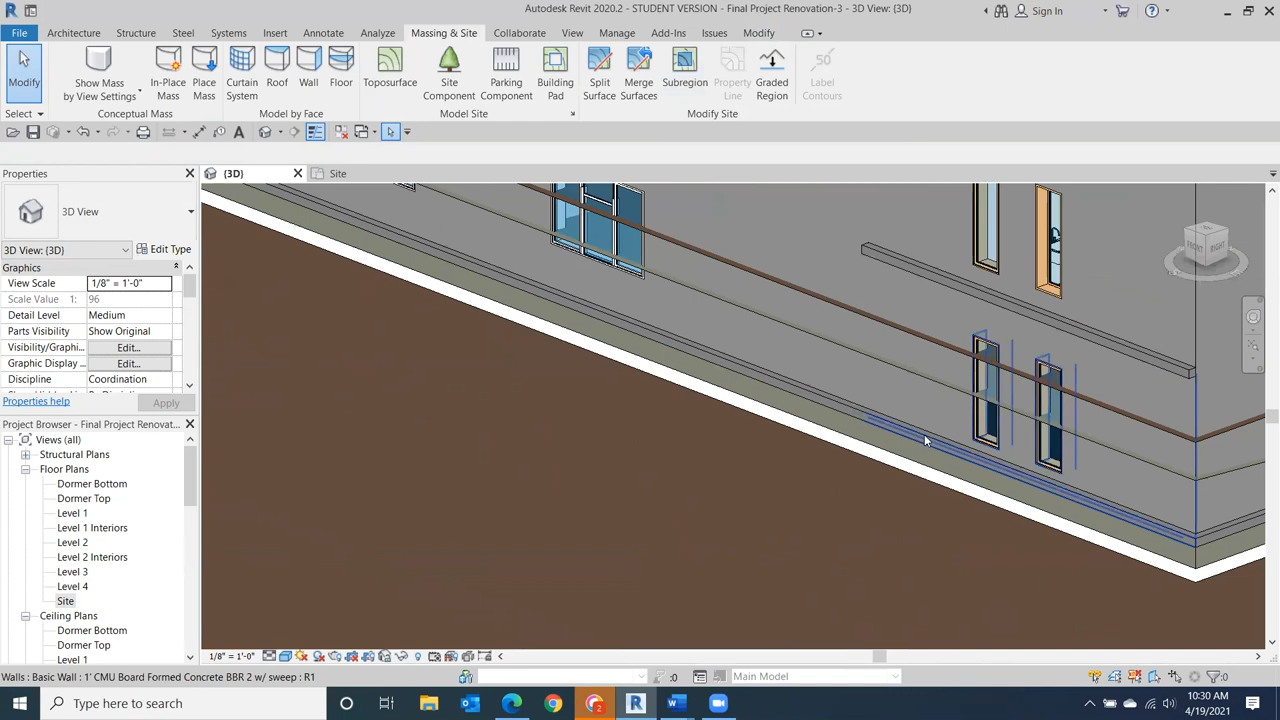 Autodesk Revit 2020.2 - STUDENT VERSION - Final Project Renovation-3 - 3D View: {3D}
Sign In
File Architecture Structure Steel Systems Insert Annotate Analyze Massing & Site Collaborate View Manage Add-Ins Issues Modify
Modify
Show Mass
by View Settings
In-Place
Mass
Place
Mass
Curtain
System
Roof
Wall
Floor
Toposurface
Site
Component
Parking
Component
Building
Pad
Split
Surface
Merge
Surfaces
Subregion
Property
Line
Graded
Region
Label
Contours
Select
Conceptual Mass
Model by Face
Model Site
Modify Site
Properties
{3D}
Site
3D View
3D View: {3D}
Edit Type
Graphics
View Scale 1/8" = 1'-0"
Scale Value 1: 96
Detail Level Medium
Parts Visibility Show Original
Visibility/Graphi... Edit...
Graphic Display ... Edit...
Discipline Coordination
Properties help
Apply
Project Browser - Final Project Renovat...
Views (all)
Structural Plans
Floor Plans
Dormer Bottom
Dormer Top
Level 1
Level 1 Interiors
Level 2
Level 2 Interiors
Level 3
Level 4
Site
Ceiling Plans
Dormer Bottom
Dormer Top
Level 1
FRONT
RIGHT
1/8" = 1'-0"
Walls : Basic Wall : 1' CMU Board Formed Concrete BBR 2 w/ sweep : R1
:0
Main Model
:0
Type here to search
2
10:30 AM
4/19/2021